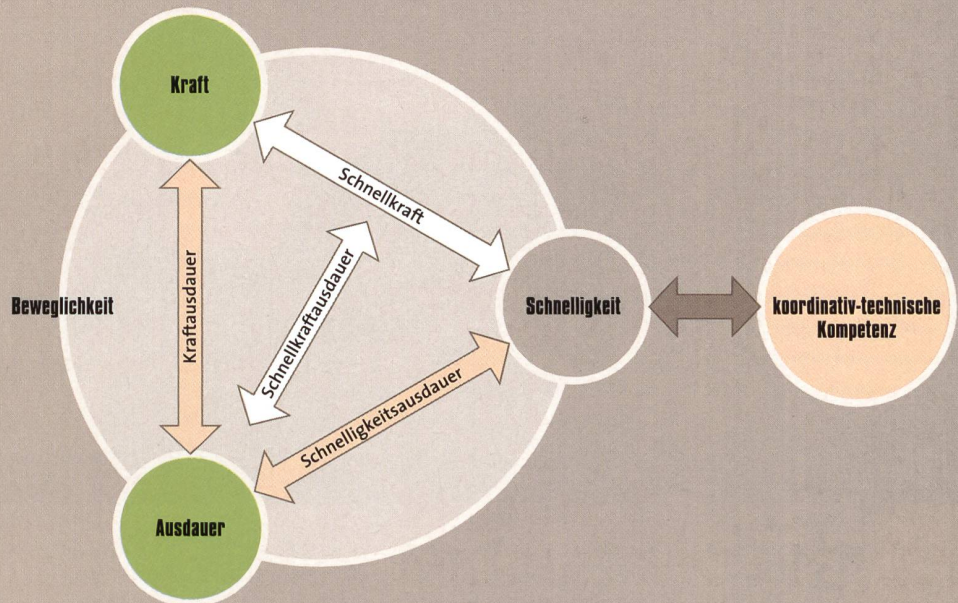 Kraft
Schnellkraft
Kraftausdauer
Schnellkraftausdauer
Beweglichkeit
Schnelligkeit
koordinativ-technische
Kompetenz
Schnelligkeitsausdauer
Ausdauer